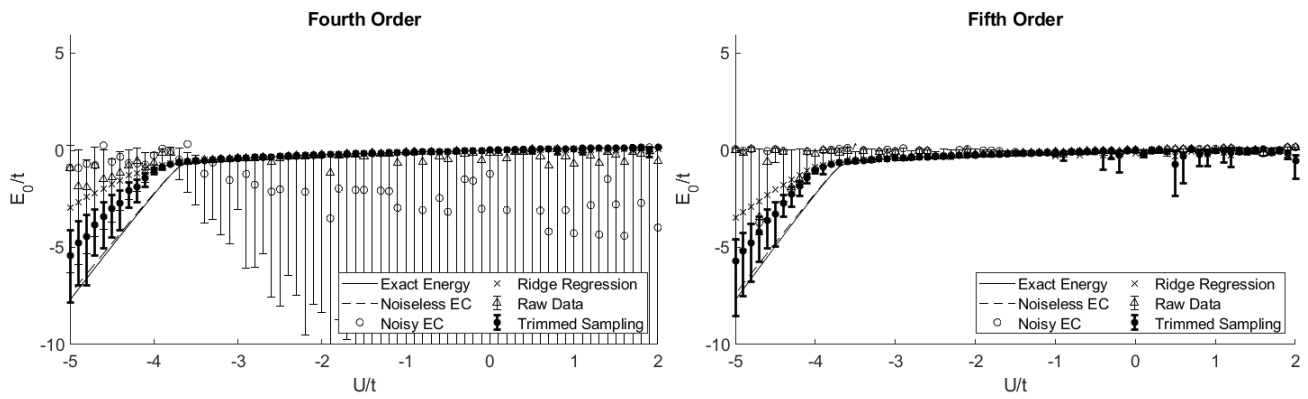 Fourth Order
5
0
-5
-10
E₀/t
-5 -4 -3 -2 -1 0 1 2
U/t
Exact Energy
Noiseless EC
Noisy EC
Ridge Regression
Raw Data
Trimmed Sampling
Fifth Order
5
0
-5
-10
E₀/t
-5 -4 -3 -2 -1 0 1 2
U/t
Exact Energy
Noiseless EC
Noisy EC
Ridge Regression
Raw Data
Trimmed Sampling